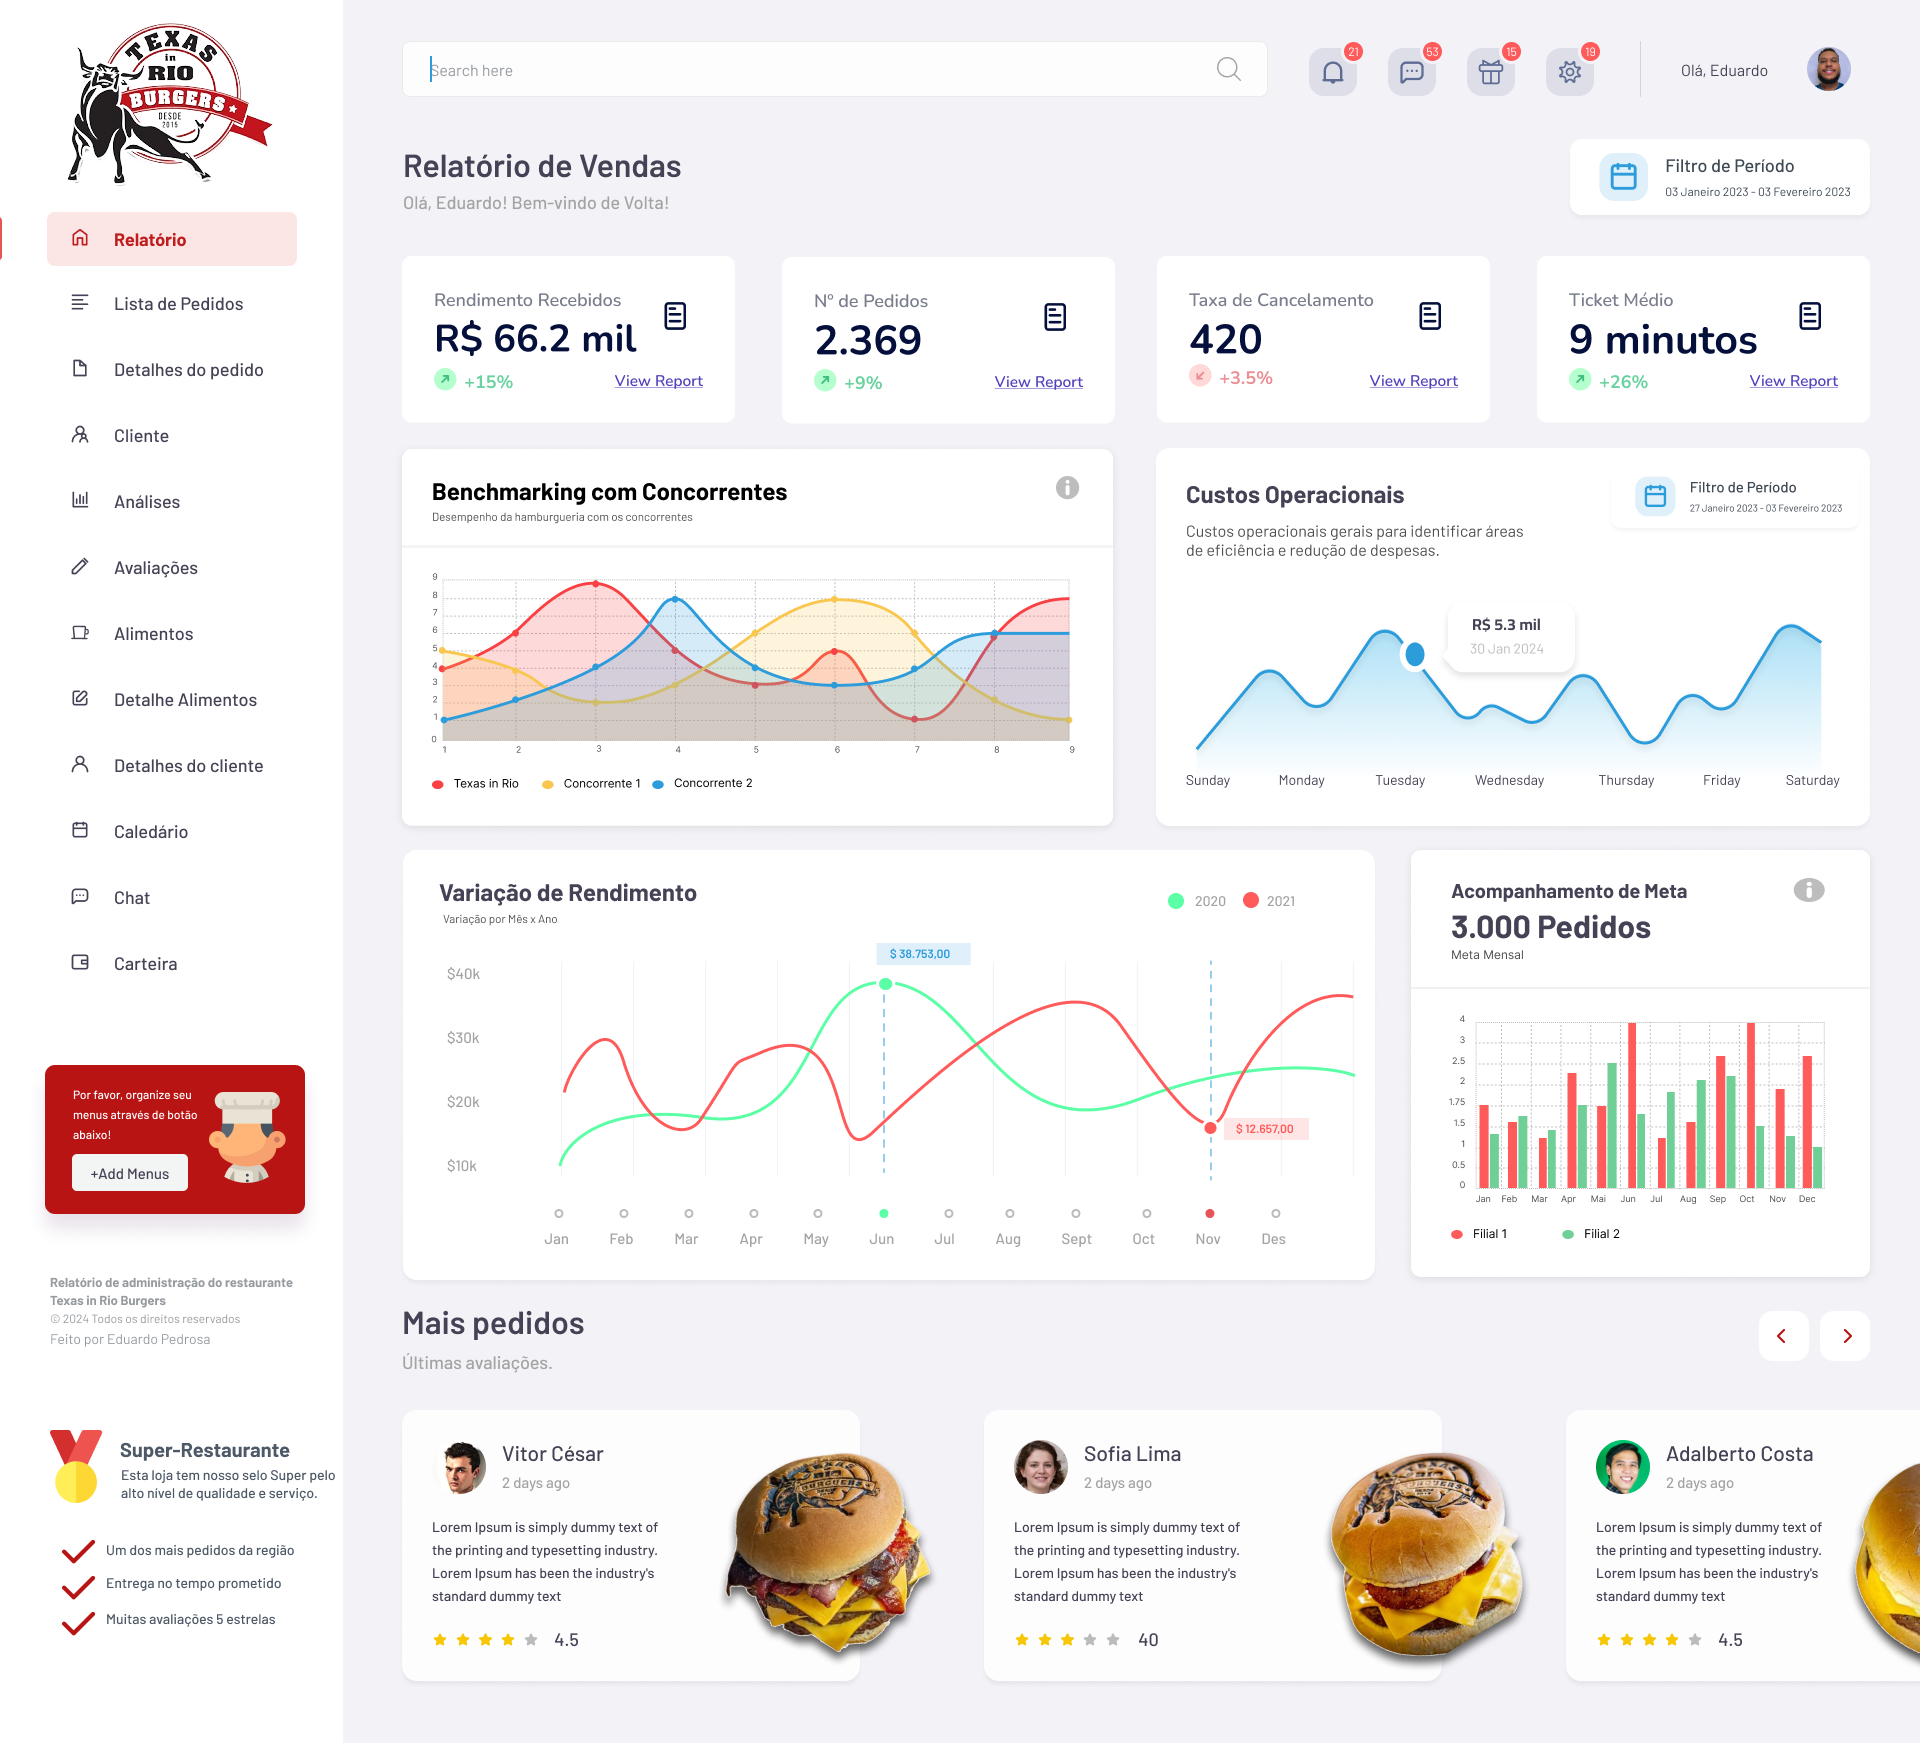 TEXAS
in
RIO
BURGERS
DESDE
2015
Relatório
Lista de Pedidos
Detalhes do pedido
Cliente
Análises
Avaliações
Alimentos
Detalhe Alimentos
Detalhes do cliente
Caledário
Chat
Carteira
Por favor, organize seu
menus através de botão
abaixo!
+Add Menus
Relatório de administração do restaurante
Texas in Rio Burgers
© 2024 Todos os direitos reservados
Feito por Eduardo Pedrosa
Super-Restaurante
Esta loja tem nosso selo Super pelo
alto nível de qualidade e serviço.
Um dos mais pedidos da região
Entrega no tempo prometido
Muitas avaliações 5 estrelas
Search here
21
53
15
19
Olá, Eduardo
Relatório de Vendas
Olá, Eduardo! Bem-vindo de Volta!
Filtro de Período
03 Janeiro 2023 - 03 Fevereiro 2023
Rendimento Recebidos
R$ 66.2 mil
+15%
View Report
Nº de Pedidos
2.369
+9%
View Report
Taxa de Cancelamento
420
+3.5%
View Report
Ticket Médio
9 minutos
+26%
View Report
Benchmarking com Concorrentes
Desempenho da hamburgueria com os concorrentes
9
8
7
6
5
4
3
2
1
0
1 2 3 4 5 6 7 8 9
Texas in Rio Concorrente 1 Concorrente 2
Custos Operacionais
Custos operacionais gerais para identificar áreas
de eficiência e redução de despesas.
Filtro de Período
27 Janeiro 2023 - 03 Fevereiro 2023
R$ 5.3 mil
30 Jan 2024
Sunday Monday Tuesday Wednesday Thursday Friday Saturday
Variação de Rendimento
Variação por Mês x Ano
2020 2021
$40k
$30k
$20k
$10k
$ 38.753,00
$ 12.657,00
Jan Feb Mar Apr May Jun Jul Aug Sept Oct Nov Des
Acompanhamento de Meta
3.000 Pedidos
Meta Mensal
4
3
2.5
2
1.75
1.5
1
0.5
0
Jan Feb Mar Apr Mai Jun Jul Aug Sep Oct Nov Dec
Filial 1 Filial 2
Mais pedidos
Últimas avaliações.
Vitor César
2 days ago
Lorem Ipsum is simply dummy text of
the printing and typesetting industry.
Lorem Ipsum has been the industry's
standard dummy text
4.5
Sofia Lima
2 days ago
Lorem Ipsum is simply dummy text of
the printing and typesetting industry.
Lorem Ipsum has been the industry's
standard dummy text
40
Adalberto Costa
2 days ago
Lorem Ipsum is simply dummy text of
the printing and typesetting industry.
Lorem Ipsum has been the industry's
standard dummy text
4.5